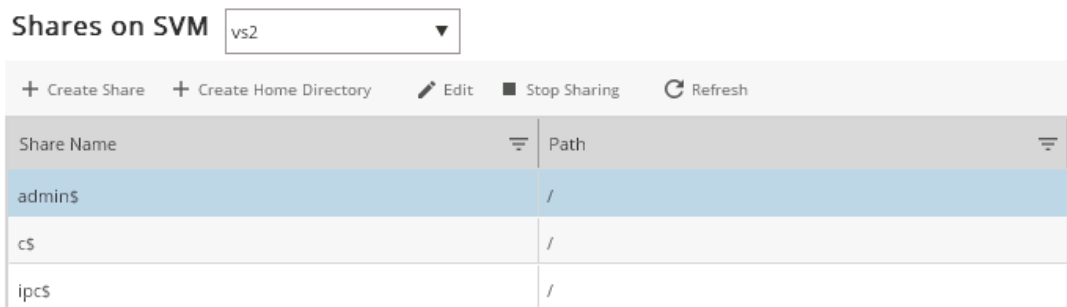 Shares on SVM vs2
+ Create Share + Create Home Directory Edit Stop Sharing Refresh
Share Name Path
admin$ /
c$ /
ipc$ /